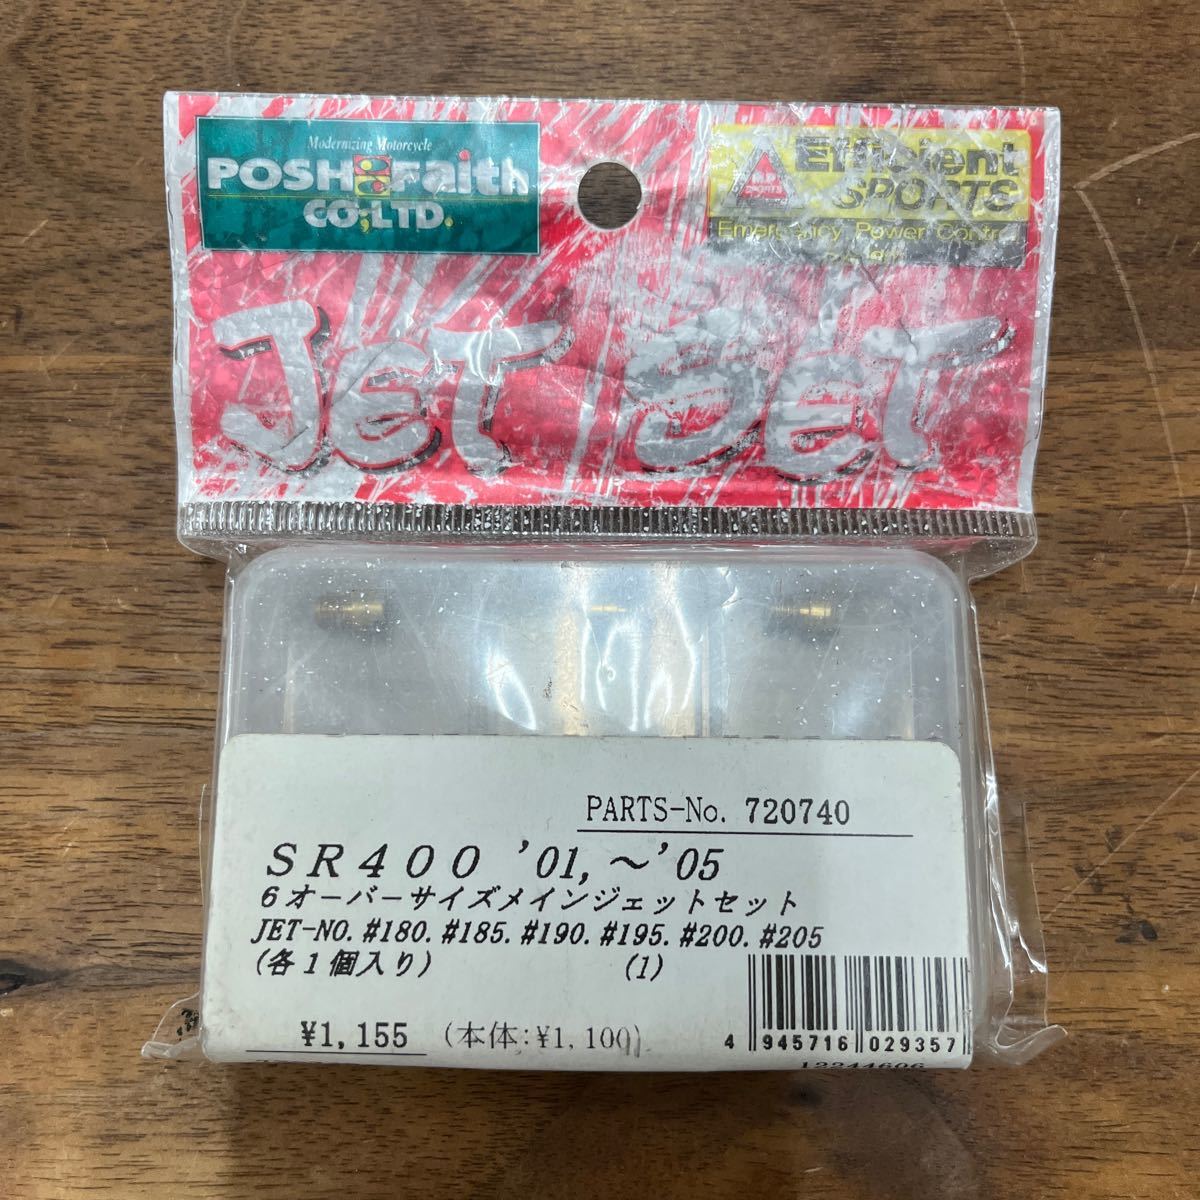 Modernizing Motorcycle
POSH Faith
CO;LTD.
Efficient
SPORTS
Emergency Power Control
JET SET
PARTS-No. 720740
SR400 '01,～'05
6オーバーサイズメインジェットセット
JET-NO. #180. #185. #190. #195. #200. #205
(各1個入り) (1)
¥1,155 (本体:¥1,100)
4 945716 029357
12244606